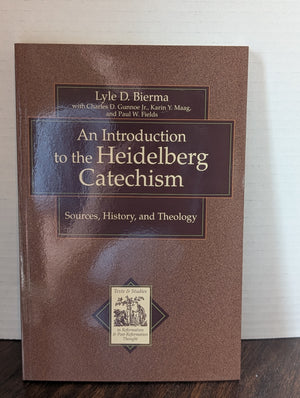 Lyle D. Bierma
with Charles D. Gunnoe Jr., Karin Y. Maag,
and Paul W. Fields
An Introduction
to the Heidelberg
Catechism
Sources, History, and Theology
Texts & Studies
in Reformation
& Post-Reformation
Thought